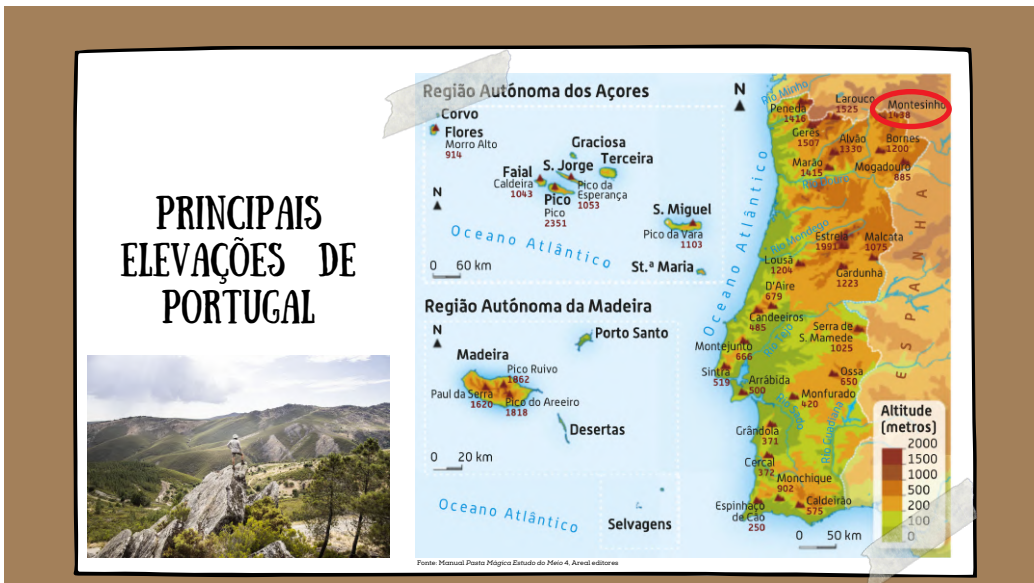 PRINCIPAIS
ELEVAÇÕES DE
PORTUGAL
Região Autónoma dos Açores
Corvo
Flores
Morro Alto
914
Graciosa
Terceira
S. Jorge
Faial
Caldeira
1043
Pico da
Esperança
1053
Pico
Pico
2351
S. Miguel
Pico da Vara
1103
St.ª Maria
N
Oceano Atlântico
0 60 km
Região Autónoma da Madeira
N
Porto Santo
Madeira
Pico Ruivo
1862
Paul da Serra
1620
Pico do Areeiro
1818
Desertas
0 20 km
Oceano Atlântico
Selvagens
N
Oceano Atlântico
ESPANHA
Rio Minho
Peneda
1416
Larouco
1525
Montesinho
1438
Gerês
1507
Alvão
1330
Bornes
1200
Marão
1415
Mogadouro
885
Rio Douro
Rio Mondego
Estrela
1991
Malcata
1075
Lousã
1204
Gardunha
1223
D'Aire
679
Candeeiros
485
Rio Tejo
Serra de
S. Mamede
1025
Montejunto
666
Sintra
519
Arrábida
500
Ossa
650
Monfurado
420
Rio Sado
Rio Guadiana
Grândola
371
Cercal
372
Monchique
902
Espinhaço
de Cão
250
Caldeirão
575
0 50 km
Altitude
(metros)
2000
1500
1000
500
200
100
0
Fonte: Manual Pasta Mágica Estudo do Meio 4, Areal editores